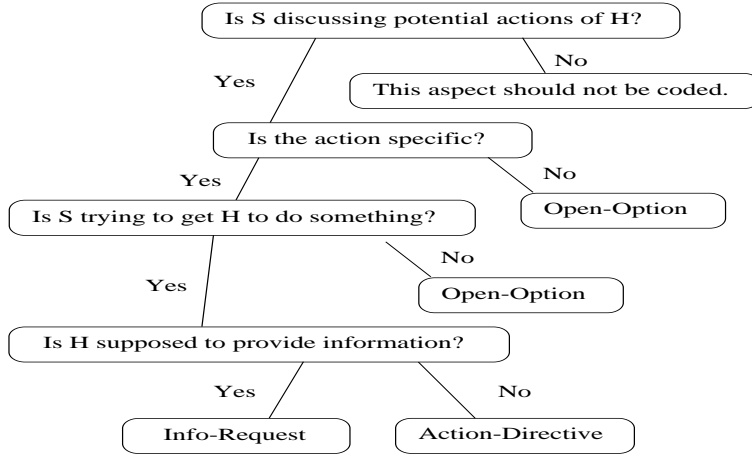 Is S discussing potential actions of H?
Yes
No
This aspect should not be coded.
Is the action specific?
Yes
No
Open-Option
Is S trying to get H to do something?
No
Yes
Open-Option
Is H supposed to provide information?
Yes
No
Info-Request
Action-Directive